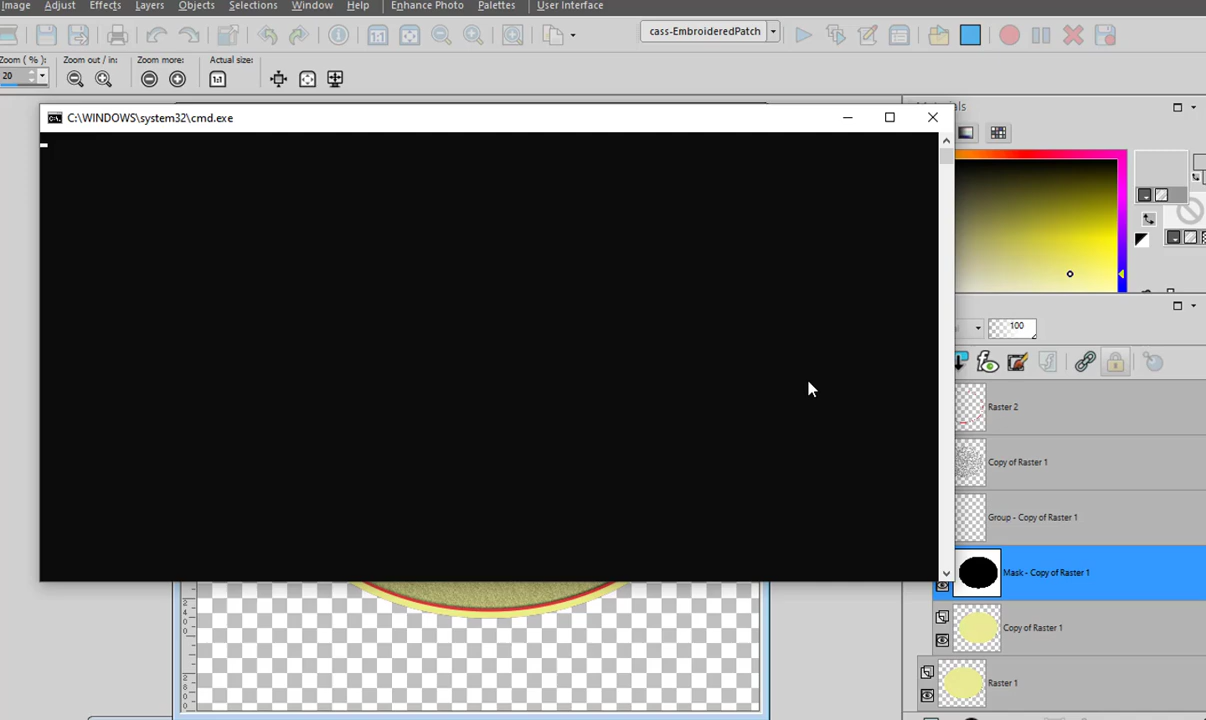 Image Adjust Effects Layers Objects Selections Window Help Enhance Photo Palettes User Interface
cass-EmbroideredPatch
Zoom ( % ): Zoom out / in: Zoom more: Actual size:
20
1:1
C:\WINDOWS\system32\cmd.exe
100
Raster 2
Copy of Raster 1
Group - Copy of Raster 1
Mask - Copy of Raster 1
Copy of Raster 1
Raster 1